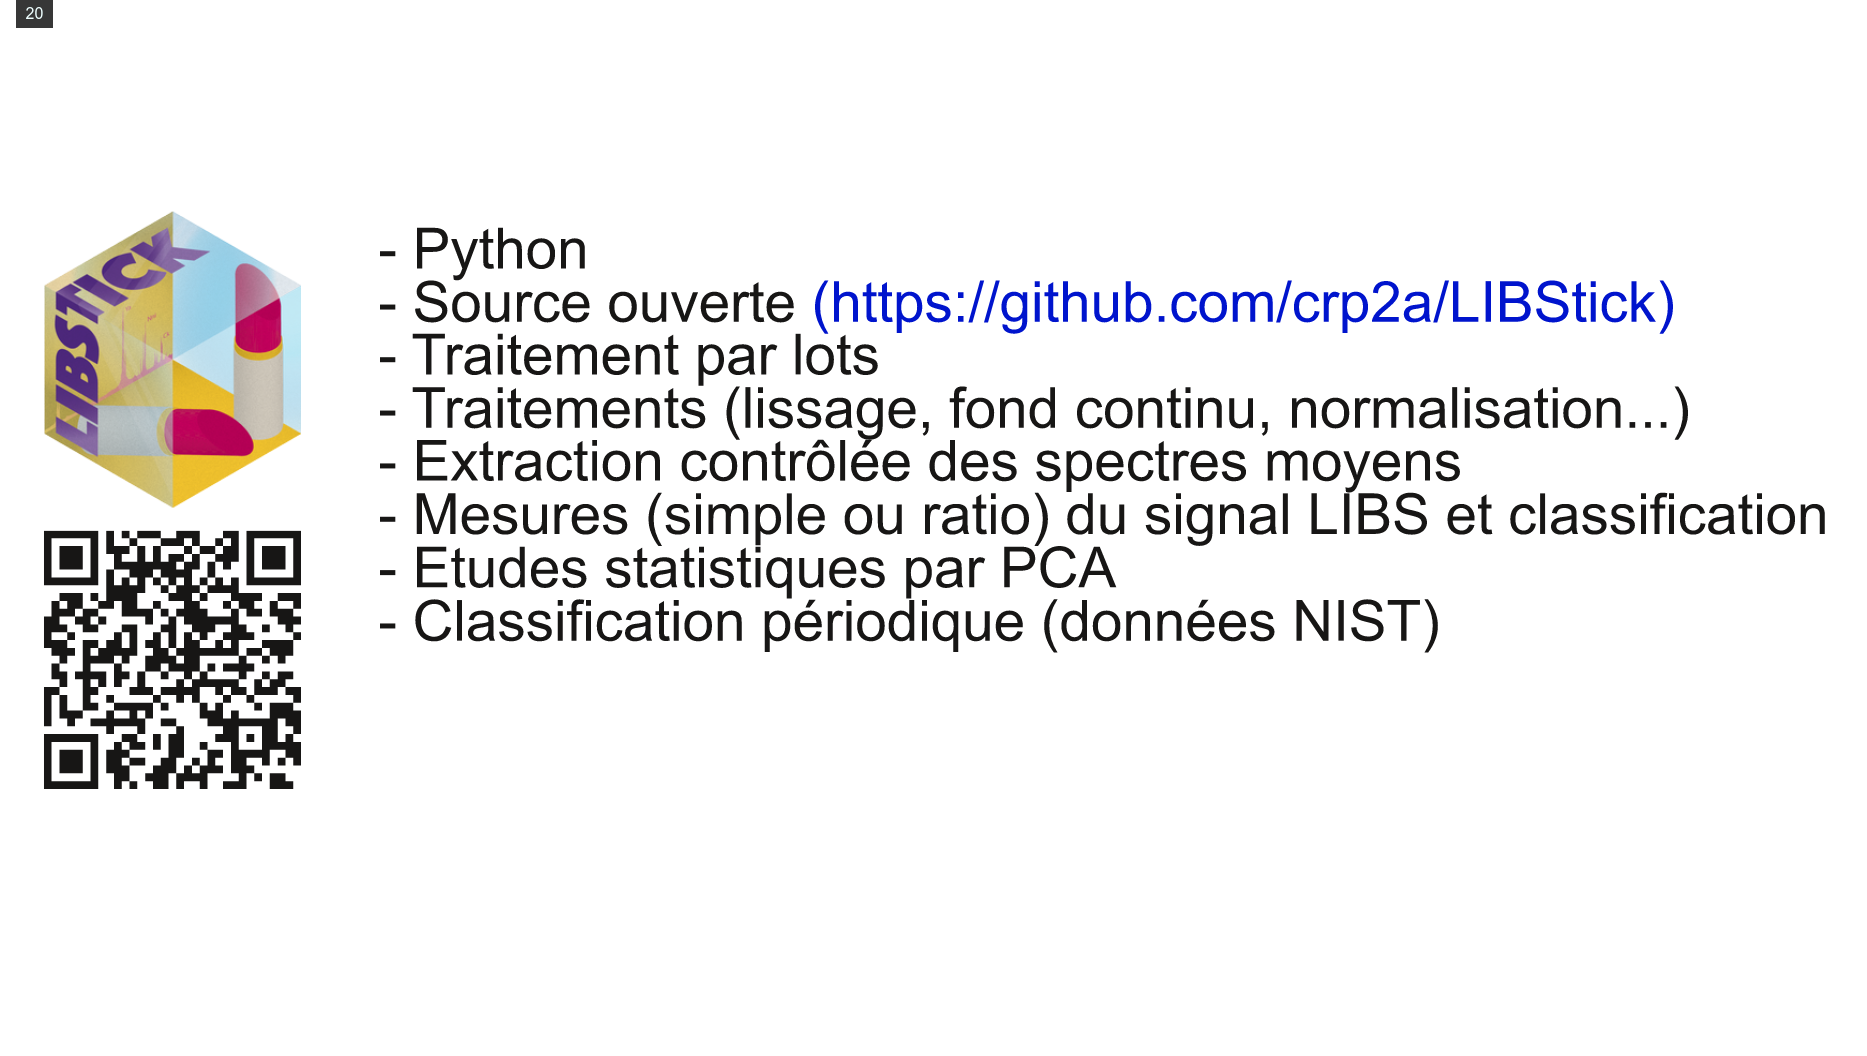 20
LIBSTICK
- Python
- Source ouverte (https://github.com/crp2a/LIBStick)
- Traitement par lots
- Traitements (lissage, fond continu, normalisation...)
- Extraction contrôlée des spectres moyens
- Mesures (simple ou ratio) du signal LIBS et classification
- Etudes statistiques par PCA
- Classification périodique (données NIST)